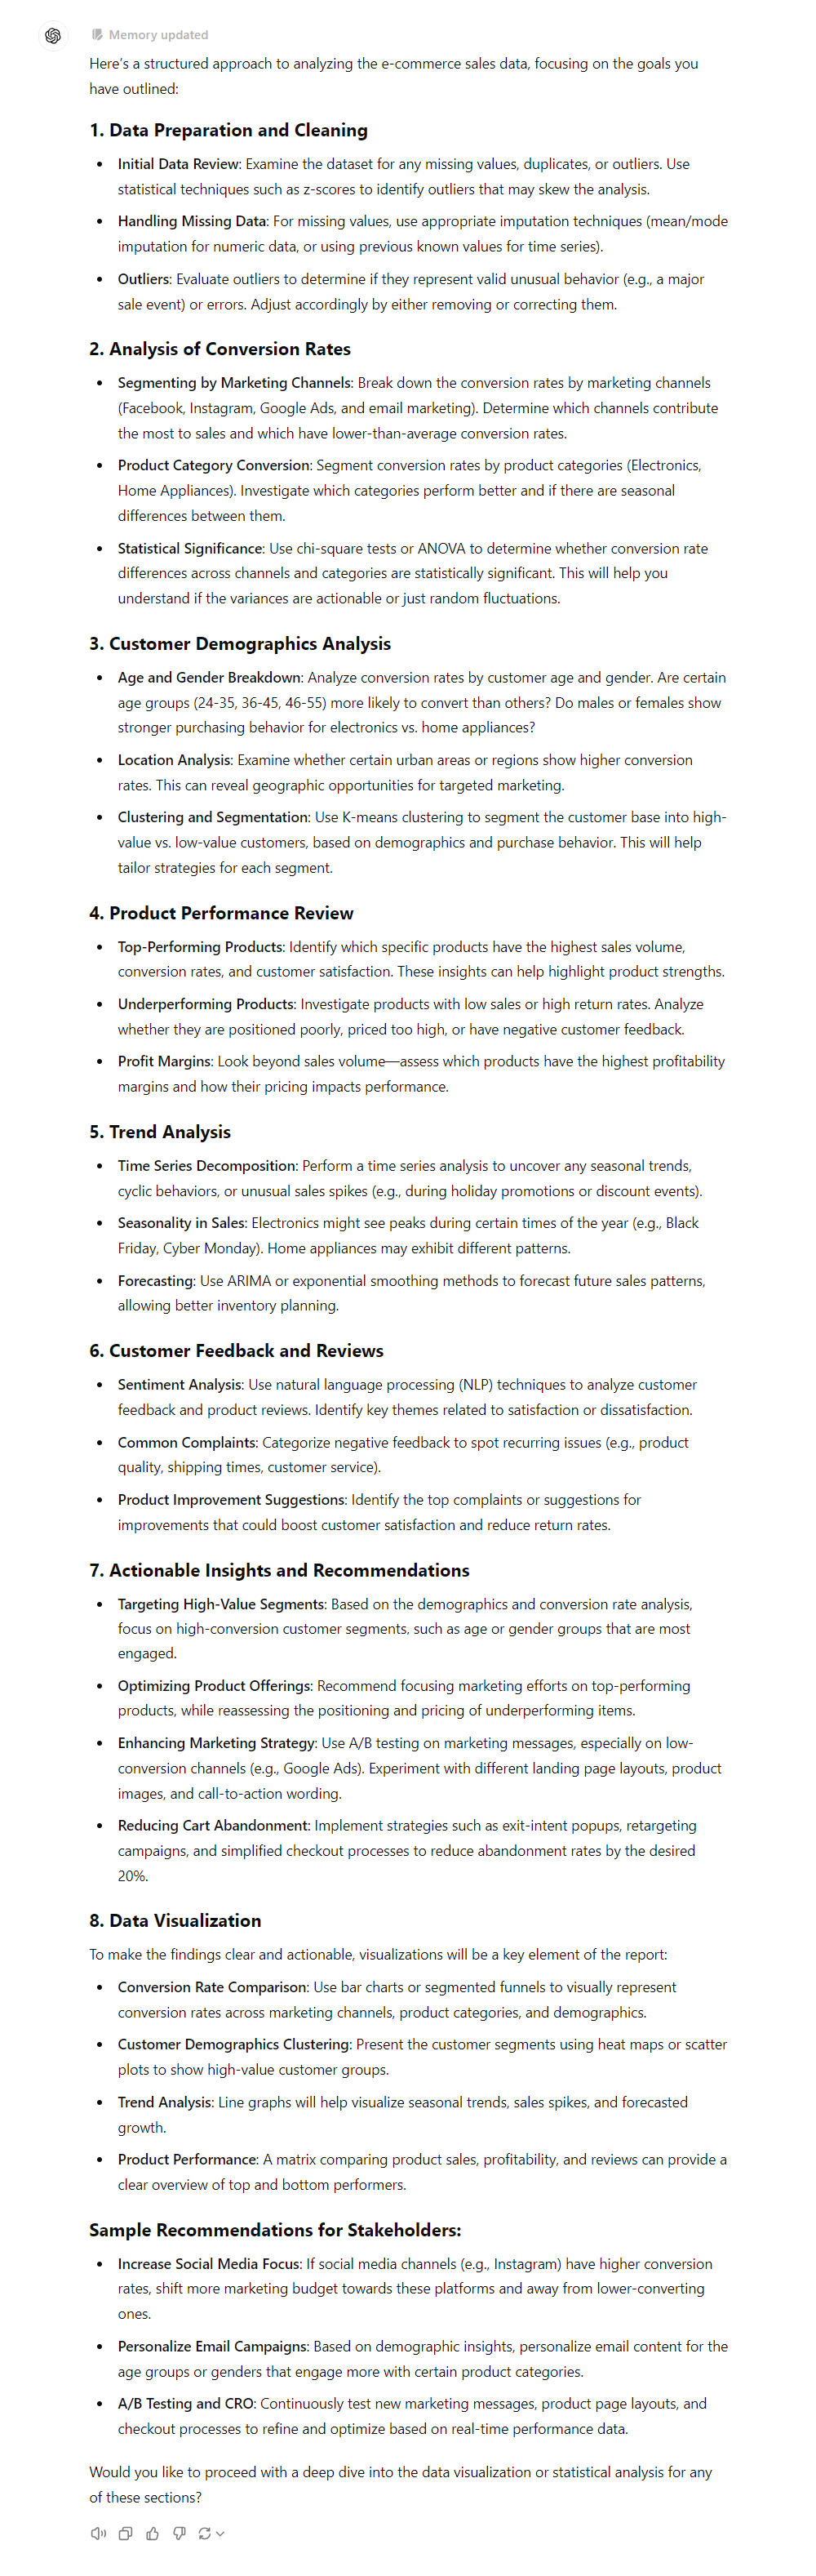 Memory updated
Here's a structured approach to analyzing the e-commerce sales data, focusing on the goals you
have outlined:
1. Data Preparation and Cleaning
• Initial Data Review: Examine the dataset for any missing values, duplicates, or outliers. Use
statistical techniques such as z-scores to identify outliers that may skew the analysis.
• Handling Missing Data: For missing values, use appropriate imputation techniques (mean/mode
imputation for numeric data, or using previous known values for time series).
• Outliers: Evaluate outliers to determine if they represent valid unusual behavior (e.g., a major
sale event) or errors. Adjust accordingly by either removing or correcting them.
2. Analysis of Conversion Rates
• Segmenting by Marketing Channels: Break down the conversion rates by marketing channels
(Facebook, Instagram, Google Ads, and email marketing). Determine which channels contribute
the most to sales and which have lower-than-average conversion rates.
• Product Category Conversion: Segment conversion rates by product categories (Electronics,
Home Appliances). Investigate which categories perform better and if there are seasonal
differences between them.
• Statistical Significance: Use chi-square tests or ANOVA to determine whether conversion rate
differences across channels and categories are statistically significant. This will help you
understand if the variances are actionable or just random fluctuations.
3. Customer Demographics Analysis
• Age and Gender Breakdown: Analyze conversion rates by customer age and gender. Are certain
age groups (24-35, 36-45, 46-55) more likely to convert than others? Do males or females show
stronger purchasing behavior for electronics vs. home appliances?
• Location Analysis: Examine whether certain urban areas or regions show higher conversion
rates. This can reveal geographic opportunities for targeted marketing.
• Clustering and Segmentation: Use K-means clustering to segment the customer base into high-
value vs. low-value customers, based on demographics and purchase behavior. This will help
tailor strategies for each segment.
4. Product Performance Review
• Top-Performing Products: Identify which specific products have the highest sales volume,
conversion rates, and customer satisfaction. These insights can help highlight product strengths.
• Underperforming Products: Investigate products with low sales or high return rates. Analyze
whether they are positioned poorly, priced too high, or have negative customer feedback.
• Profit Margins: Look beyond sales volume—assess which products have the highest profitability
margins and how their pricing impacts performance.
5. Trend Analysis
• Time Series Decomposition: Perform a time series analysis to uncover any seasonal trends,
cyclic behaviors, or unusual sales spikes (e.g., during holiday promotions or discount events).
• Seasonality in Sales: Electronics might see peaks during certain times of the year (e.g., Black
Friday, Cyber Monday). Home appliances may exhibit different patterns.
• Forecasting: Use ARIMA or exponential smoothing methods to forecast future sales patterns,
allowing better inventory planning.
6. Customer Feedback and Reviews
• Sentiment Analysis: Use natural language processing (NLP) techniques to analyze customer
feedback and product reviews. Identify key themes related to satisfaction or dissatisfaction.
• Common Complaints: Categorize negative feedback to spot recurring issues (e.g., product
quality, shipping times, customer service).
• Product Improvement Suggestions: Identify the top complaints or suggestions for
improvements that could boost customer satisfaction and reduce return rates.
7. Actionable Insights and Recommendations
• Targeting High-Value Segments: Based on the demographics and conversion rate analysis,
focus on high-conversion customer segments, such as age or gender groups that are most
engaged.
• Optimizing Product Offerings: Recommend focusing marketing efforts on top-performing
products, while reassessing the positioning and pricing of underperforming items.
• Enhancing Marketing Strategy: Use A/B testing on marketing messages, especially on low-
conversion channels (e.g., Google Ads). Experiment with different landing page layouts, product
images, and call-to-action wording.
• Reducing Cart Abandonment: Implement strategies such as exit-intent popups, retargeting
campaigns, and simplified checkout processes to reduce abandonment rates by the desired
20%.
8. Data Visualization
To make the findings clear and actionable, visualizations will be a key element of the report:
• Conversion Rate Comparison: Use bar charts or segmented funnels to visually represent
conversion rates across marketing channels, product categories, and demographics.
• Customer Demographics Clustering: Present the customer segments using heat maps or scatter
plots to show high-value customer groups.
• Trend Analysis: Line graphs will help visualize seasonal trends, sales spikes, and forecasted
growth.
• Product Performance: A matrix comparing product sales, profitability, and reviews can provide a
clear overview of top and bottom performers.
Sample Recommendations for Stakeholders:
• Increase Social Media Focus: If social media channels (e.g., Instagram) have higher conversion
rates, shift more marketing budget towards these platforms and away from lower-converting
ones.
• Personalize Email Campaigns: Based on demographic insights, personalize email content for the
age groups or genders that engage more with certain product categories.
• A/B Testing and CRO: Continuously test new marketing messages, product page layouts, and
checkout processes to refine and optimize based on real-time performance data.
Would you like to proceed with a deep dive into the data visualization or statistical analysis for any
of these sections?